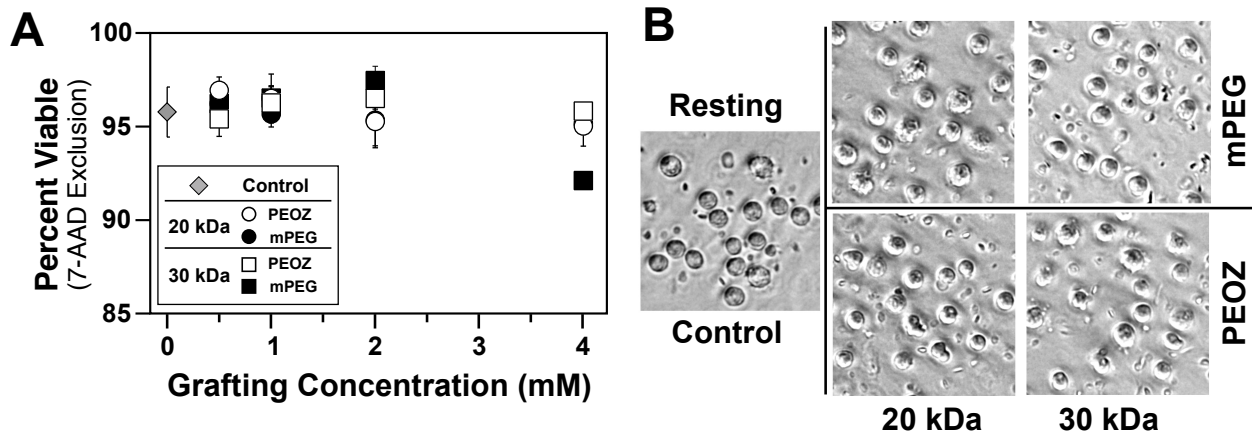 A
Percent Viable
(7-AAD Exclusion)
100
95
90
85
Control
20 kDa
PEOZ
mPEG
30 kDa
PEOZ
mPEG
0 1 2 3 4
Grafting Concentration (mM)
B
Resting
Control
mPEG
PEOZ
20 kDa 30 kDa